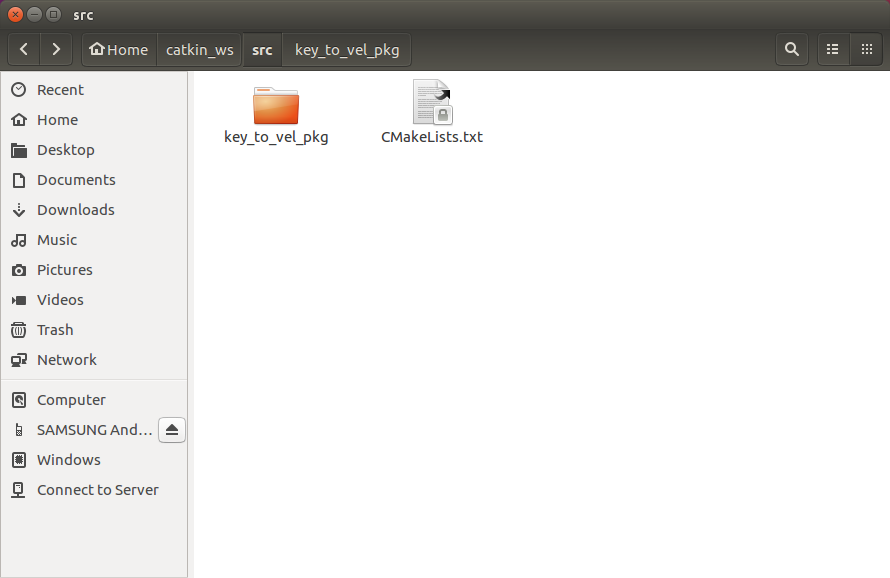 src
Home
catkin_ws
src
key_to_vel_pkg
Recent
Home
Desktop
Documents
Downloads
Music
Pictures
Videos
Trash
Network
Computer
SAMSUNG And...
Windows
Connect to Server
key_to_vel_pkg
CMakeLists.txt